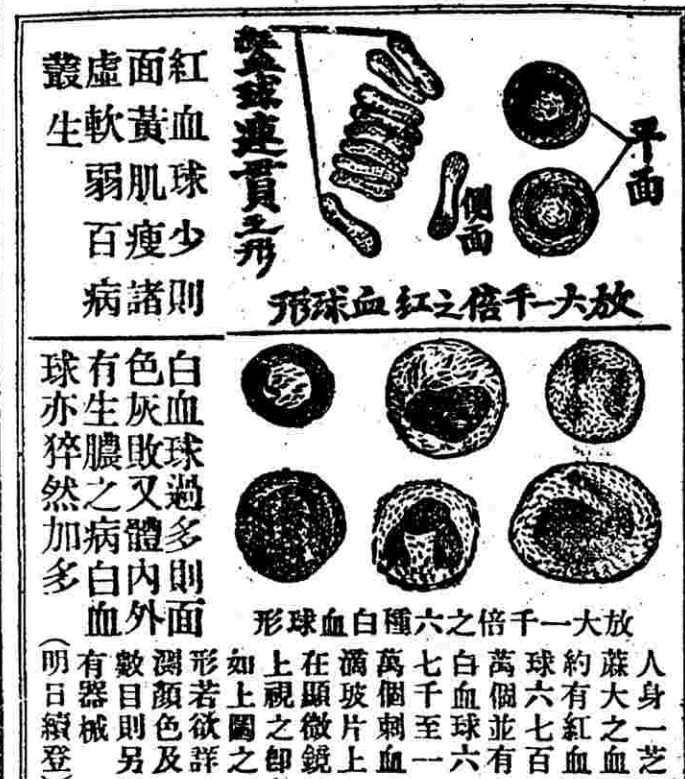 平面
側面
紅血球連貫之形
放大一千倍之紅血球形
紅血球少則
面黃肌瘦諸
虛軟弱百病
叢生
放大一千倍之六種白血球形
白血球過多則面
色灰敗又體內外
有生膿之病白血
球亦猝然加多
人身一芝
蔴大之血
約有紅血
球六七百
萬個並有
白血球六
七千至一
萬個刺血
滴玻片上
在顯微鏡
上視之卽
如上圖之
形若欲詳
測顏色及
數目則另
有器械
(明日續登)